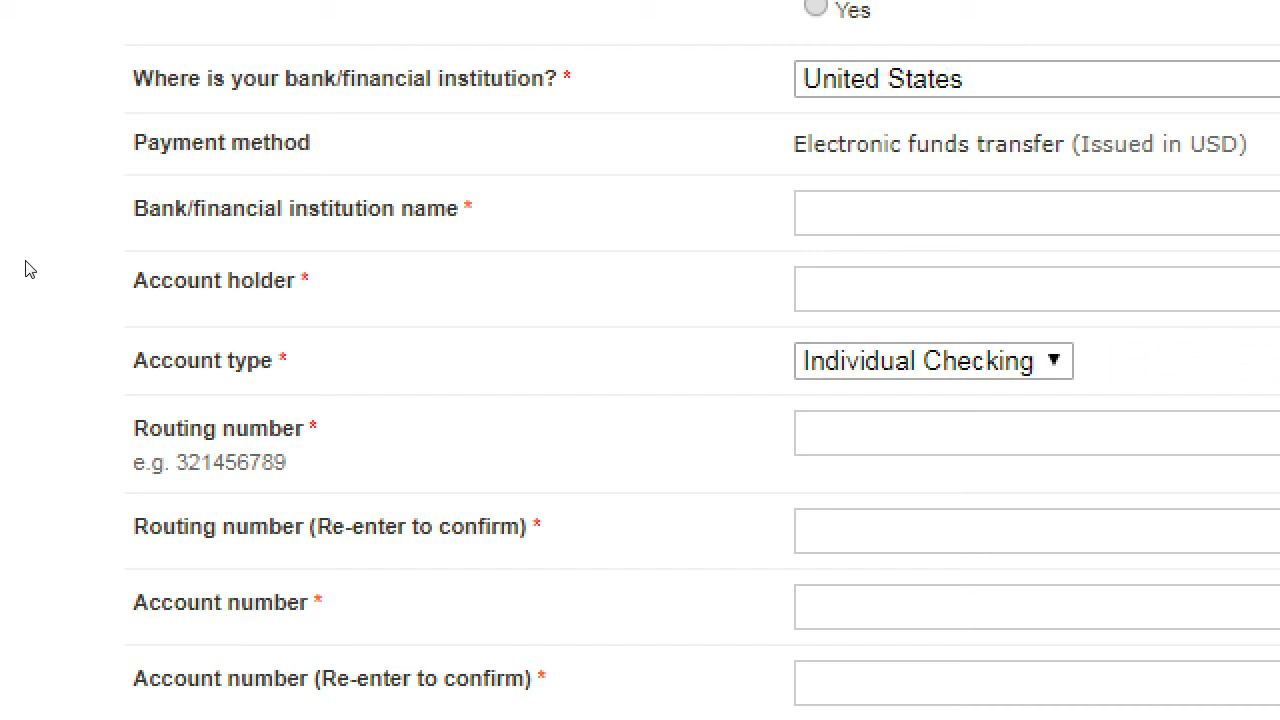 Yes
Where is your bank/financial institution? * United States
Payment method Electronic funds transfer (Issued in USD)
Bank/financial institution name *
Account holder *
Account type * Individual Checking ▼
Routing number *
e.g. 321456789
Routing number (Re-enter to confirm) *
Account number *
Account number (Re-enter to confirm) *